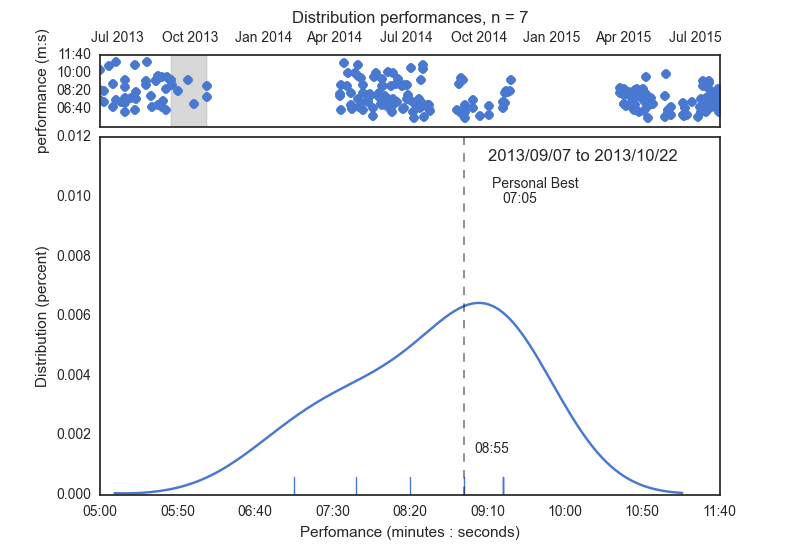 Distribution performances, n = 7
Jul 2013 Oct 2013 Jan 2014 Apr 2014 Jul 2014 Oct 2014 Jan 2015 Apr 2015 Jul 2015
performance (m:s)
11:40
10:00
08:20
06:40
0.012
0.010
0.008
0.006
0.004
0.002
0.000
Distribution (percent)
2013/09/07 to 2013/10/22
Personal Best
07:05
08:55
05:00 05:50 06:40 07:30 08:20 09:10 10:00 10:50 11:40
Perfomance (minutes : seconds)